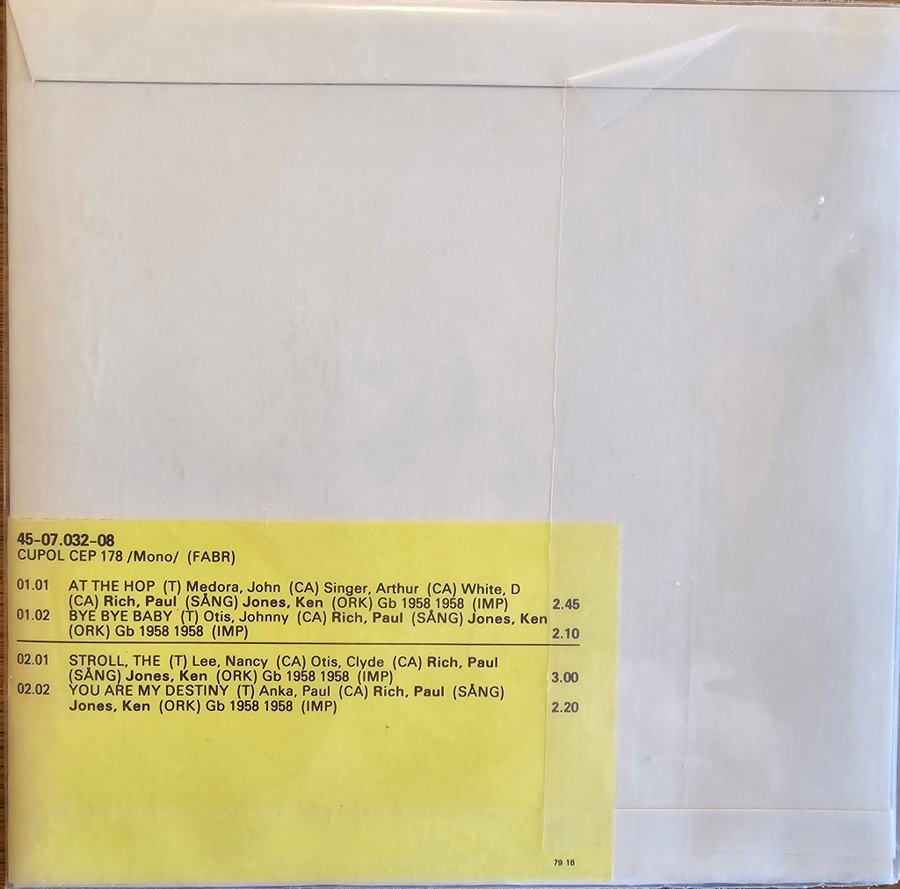 45-07.032-08
CUPOL CEP 178 /Mono/ (FABR)
01.01 AT THE HOP (T) Medora, John (CA) Singer, Arthur (CA) White, D
(CA) Rich, Paul (SÅNG) Jones, Ken (ORK) Gb 1958 1958 (IMP) 2.45
01.02 BYE BYE BABY (T) Otis, Johnny (CA) Rich, Paul (SÅNG) Jones, Ken
(ORK) Gb 1958 1958 (IMP) 2.10
02.01 STROLL, THE (T) Lee, Nancy (CA) Otis, Clyde (CA) Rich, Paul
(SÅNG) Jones, Ken (ORK) Gb 1958 1958 (IMP) 3.00
02.02 YOU ARE MY DESTINY (T) Anka, Paul (CA) Rich, Paul (SÅNG)
Jones, Ken (ORK) Gb 1958 1958 (IMP) 2.20
79 16